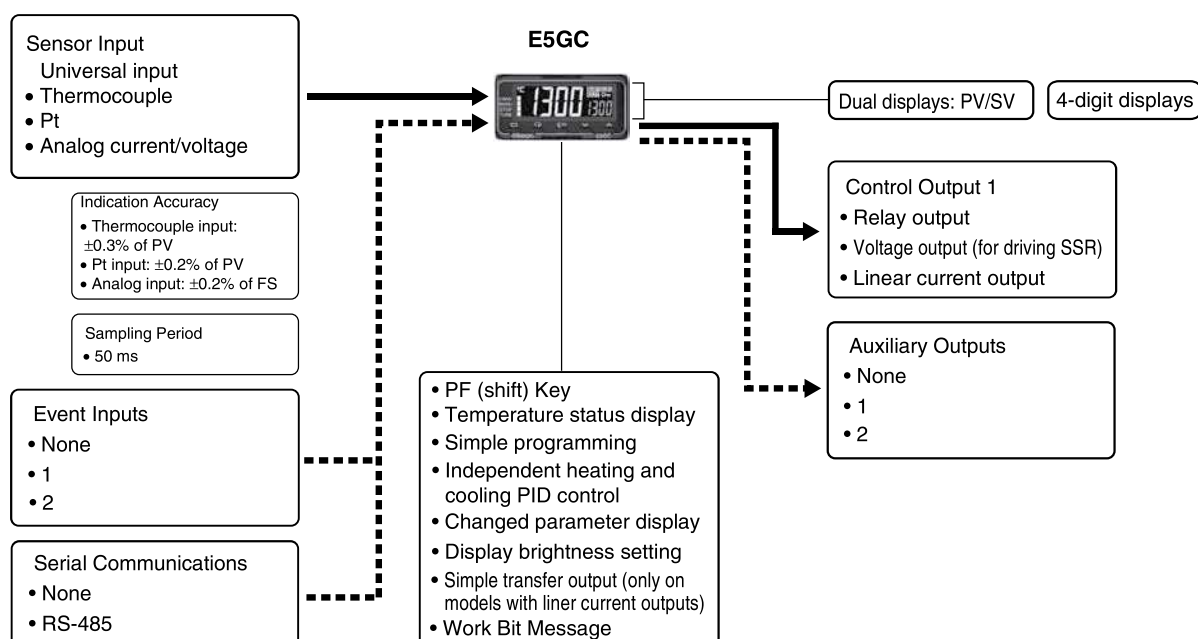 E5GC
Sensor Input
Universal input
• Thermocouple
• Pt
• Analog current/voltage
Indication Accuracy
• Thermocouple input:
±0.3% of PV
• Pt input: ±0.2% of PV
• Analog input: ±0.2% of FS
Sampling Period
• 50 ms
Event Inputs
• None
• 1
• 2
Serial Communications
• None
• RS-485
1300
1300
• PF (shift) Key
• Temperature status display
• Simple programming
• Independent heating and
cooling PID control
• Changed parameter display
• Display brightness setting
• Simple transfer output (only on
models with liner current outputs)
• Work Bit Message
Dual displays: PV/SV
4-digit displays
Control Output 1
• Relay output
• Voltage output (for driving SSR)
• Linear current output
Auxiliary Outputs
• None
• 1
• 2